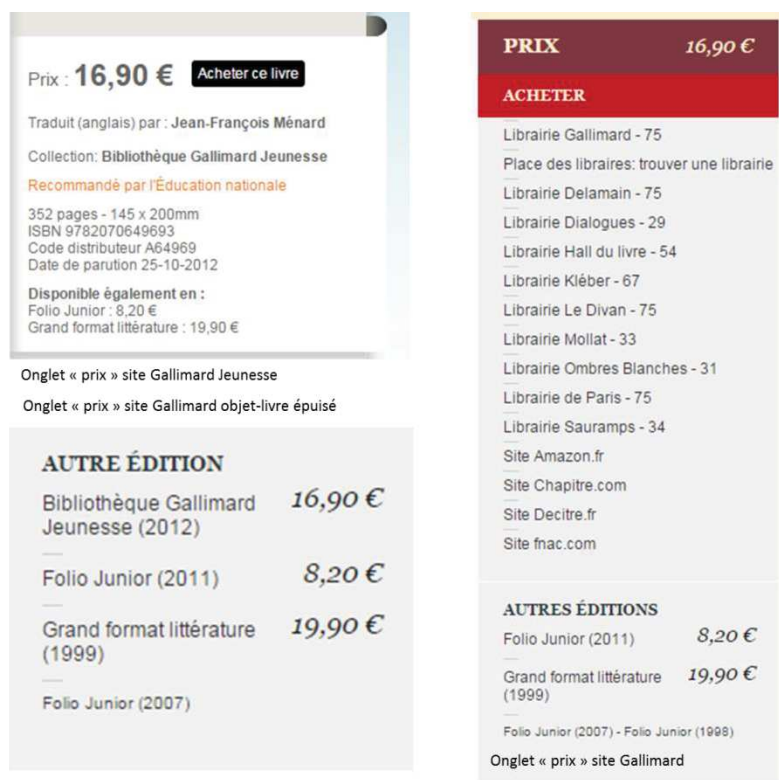 Prix : 16,90 € Acheter ce livre
Traduit (anglais) par : Jean-François Ménard
Collection: Bibliothèque Gallimard Jeunesse
Recommandé par l'Éducation nationale
352 pages - 145 x 200mm
ISBN 9782070649693
Code distributeur A64969
Date de parution 25-10-2012
Disponible également en :
Folio Junior : 8,20 €
Grand format littérature : 19,90 €
Onglet « prix » site Gallimard Jeunesse
Onglet « prix » site Gallimard objet-livre épuisé
AUTRE ÉDITION
Bibliothèque Gallimard 16,90 €
Jeunesse (2012)
Folio Junior (2011) 8,20 €
Grand format littérature 19,90 €
(1999)
Folio Junior (2007)
PRIX 16,90 €
ACHETER
Librairie Gallimard - 75
Place des libraires: trouver une librairie
Librairie Delamain - 75
Librairie Dialogues - 29
Librairie Hall du livre - 54
Librairie Kléber - 67
Librairie Le Divan - 75
Librairie Mollat - 33
Librairie Ombres Blanches - 31
Librairie de Paris - 75
Librairie Sauramps - 34
Site Amazon.fr
Site Chapitre.com
Site Decitre.fr
Site fnac.com
AUTRES ÉDITIONS
Folio Junior (2011) 8,20 €
Grand format littérature 19,90 €
(1999)
Folio Junior (2007) - Folio Junior (1998)
Onglet « prix » site Gallimard